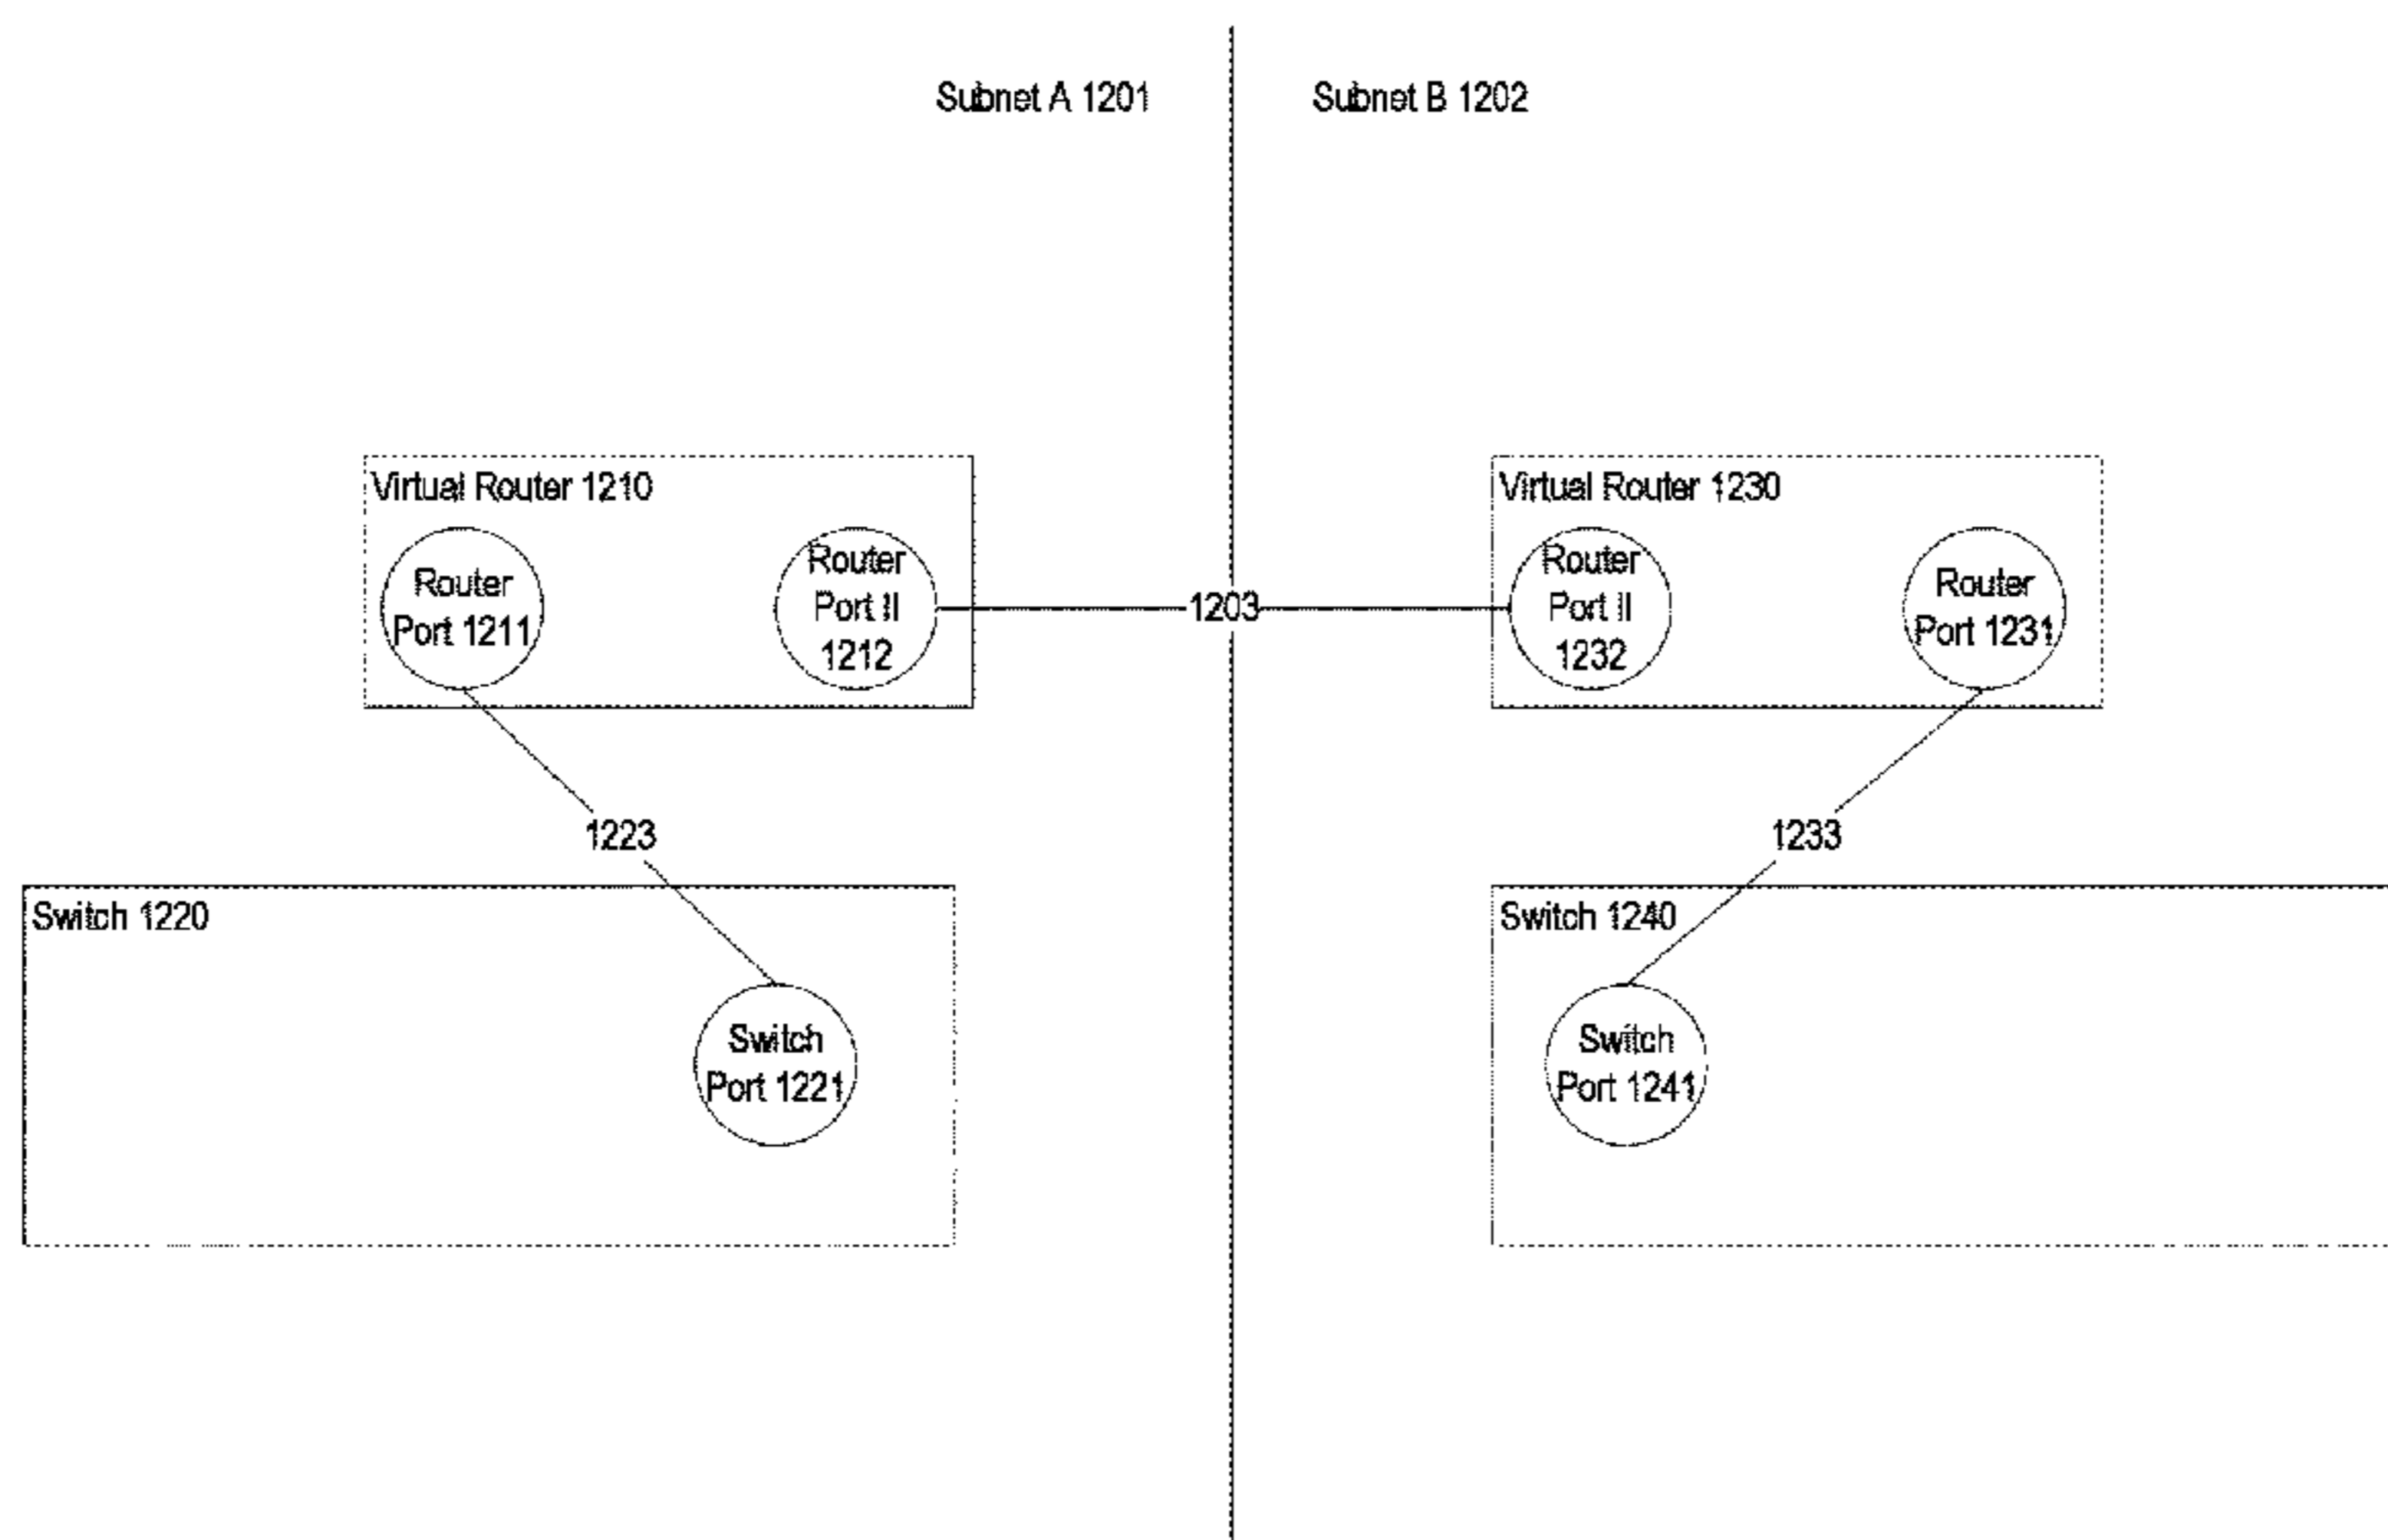 Subnet A 1201
Subnet B 1202
Virtual Router 1210
Router
Port 1211
Router
Port II
1212
1203
Virtual Router 1230
Router
Port II
1232
Router
Port 1231
1223
1233
Switch 1220
Switch
Port 1221
Switch 1240
Switch
Port 1241